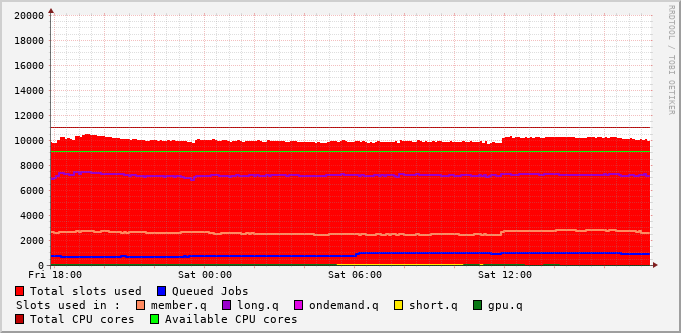 RRDTOOL / TOBI OETIKER
20000
18000
16000
14000
12000
10000
8000
6000
4000
2000
0
Fri 18:00 Sat 00:00 Sat 06:00 Sat 12:00
Total slots used Queued Jobs
Slots used in : member.q long.q ondemand.q short.q gpu.q
Total CPU cores Available CPU cores